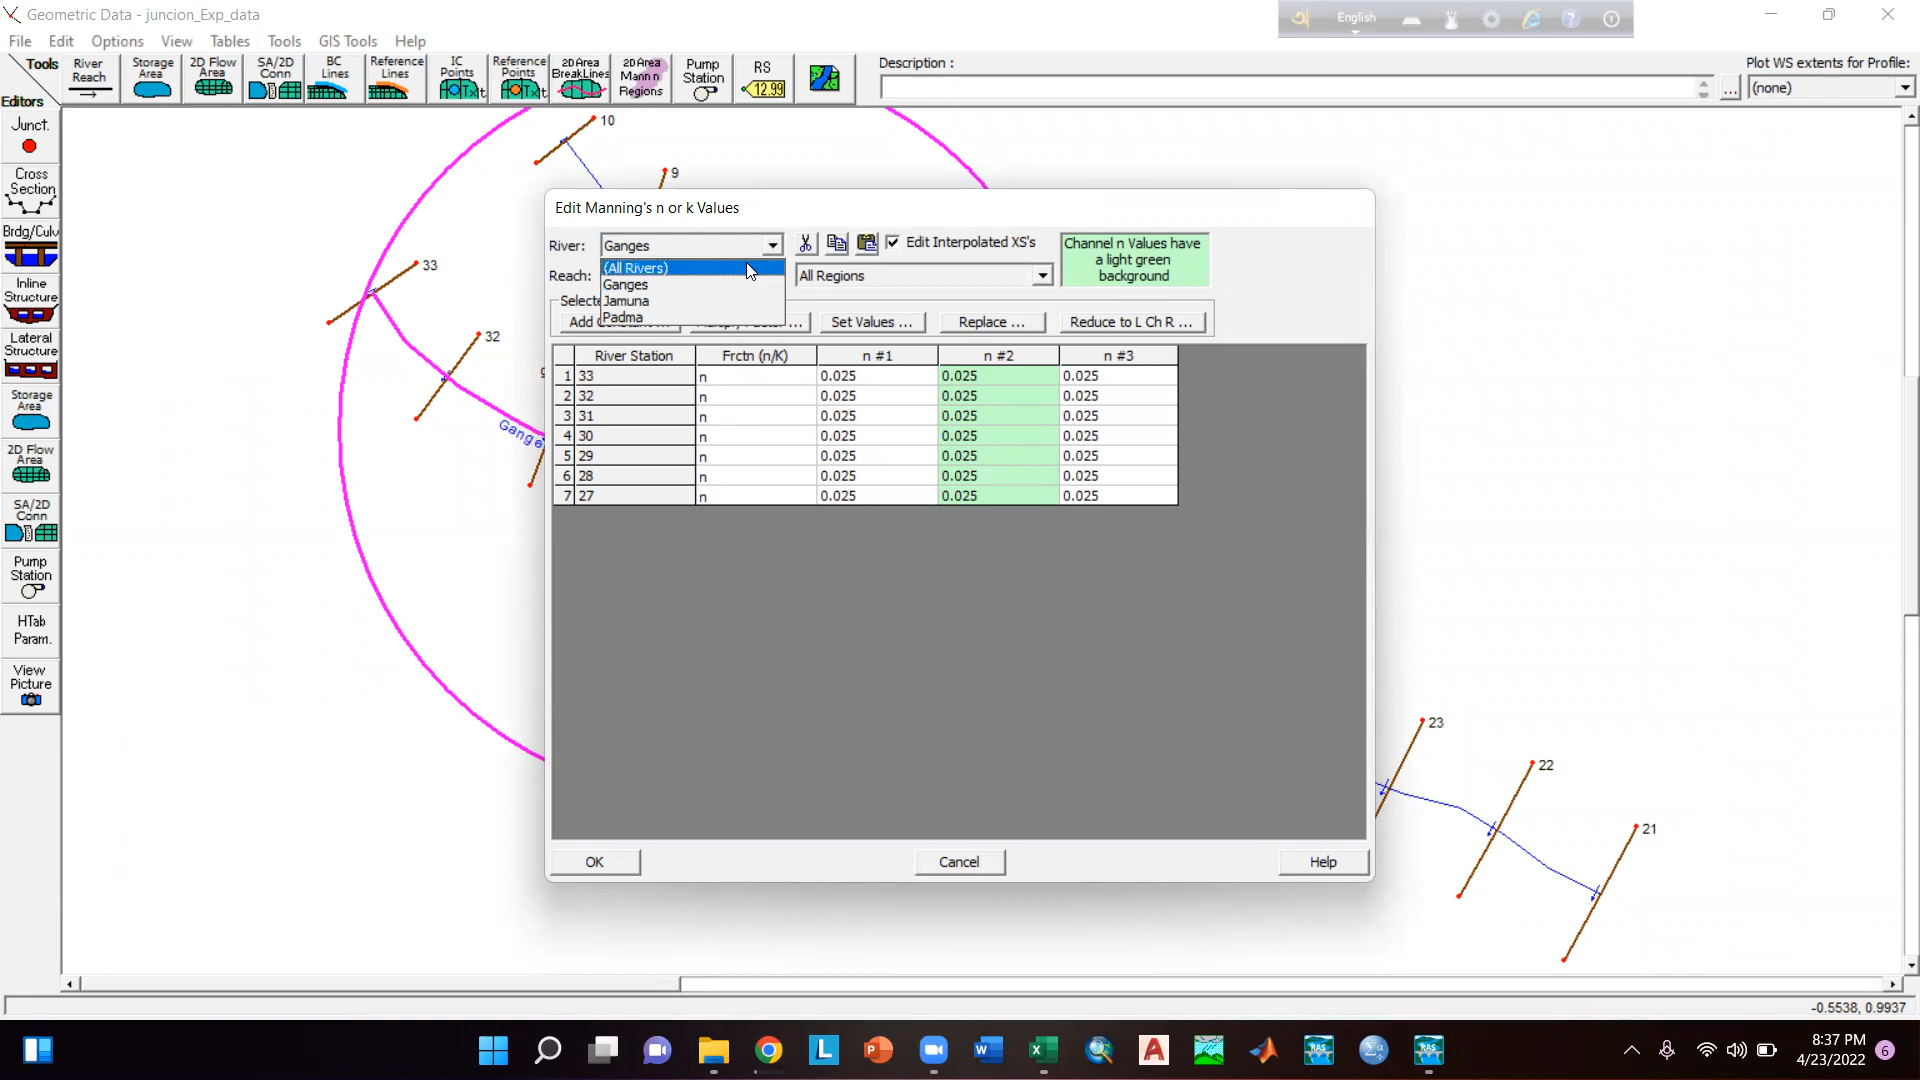 Geometric Data - juncion_Exp_data
English
File Edit Options View Tables Tools GIS Tools Help
Tools
Editors
River Reach
Storage Area
2D Flow Area
SA/2D Conn
BC Lines
Reference Lines
IC Points
Reference Points
2D Area BreakLines
2D Area Mann n Regions
Pump Station
RS
12.99
Description :
...
Plot WS extents for Profile:
(none)
Junct.
Cross Section
Brdg/Culv
Inline Structure
Lateral Structure
Storage Area
2D Flow Area
SA/2D Conn
Pump Station
HTab Param.
View Picture
10
9
33
32
23
22
21
Edit Manning's n or k Values
River: Ganges
Edit Interpolated XS's
Channel n Values have
a light green
background
(All Rivers)
Ganges
Jamuna
Padma
Reach:
All Regions
Set Values ...
Replace ...
Reduce to L Ch R ...
River Station Frctn (n/K) n #1 n #2 n #3
1 33 n 0.025 0.025 0.025
2 32 n 0.025 0.025 0.025
3 31 n 0.025 0.025 0.025
4 30 n 0.025 0.025 0.025
5 29 n 0.025 0.025 0.025
6 28 n 0.025 0.025 0.025
7 27 n 0.025 0.025 0.025
OK Cancel Help
-0.5538, 0.9937
8:37 PM
4/23/2022
6